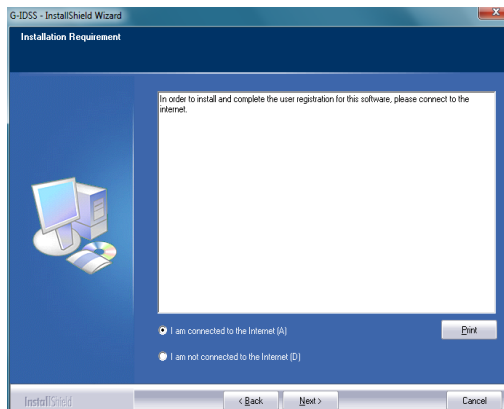 G-IDSS - InstallShield Wizard
Installation Requirement
In order to install and complete the user registration for this software, please connect to the
internet.
I am connected to the Internet (A)
Print
I am not connected to the Internet (D)
InstallShield
< Back Next > Cancel